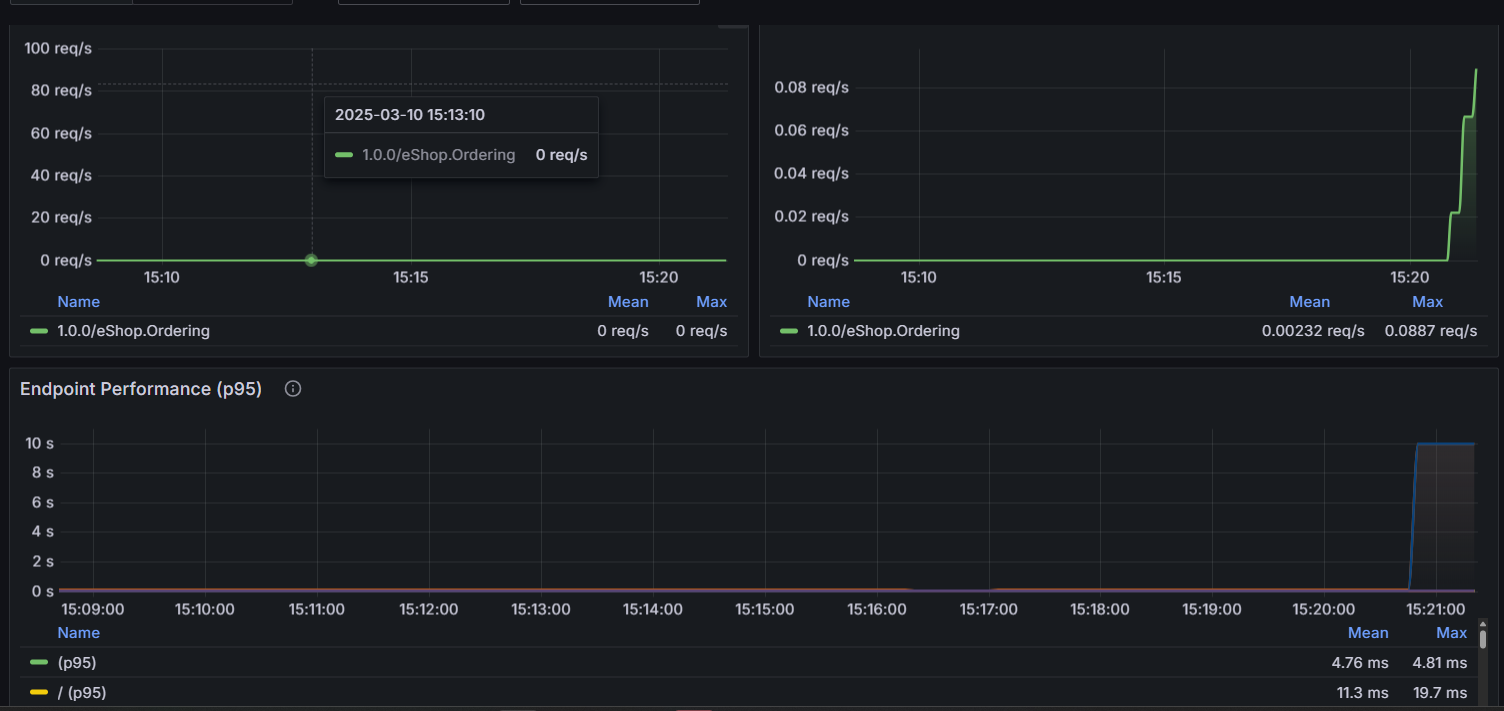 100 req/s
80 req/s
60 req/s
40 req/s
20 req/s
0 req/s
15:10 15:15 15:20
2025-03-10 15:13:10
1.0.0/eShop.Ordering 0 req/s
Name Mean Max
1.0.0/eShop.Ordering 0 req/s 0 req/s
0.08 req/s
0.06 req/s
0.04 req/s
0.02 req/s
0 req/s
15:10 15:15 15:20
Name Mean Max
1.0.0/eShop.Ordering 0.00232 req/s 0.0887 req/s
Endpoint Performance (p95)
10 s
8 s
6 s
4 s
2 s
0 s
15:09:00 15:10:00 15:11:00 15:12:00 15:13:00 15:14:00 15:15:00 15:16:00 15:17:00 15:18:00 15:19:00 15:20:00 15:21:00
Name Mean Max
(p95) 4.76 ms 4.81 ms
/ (p95) 11.3 ms 19.7 ms